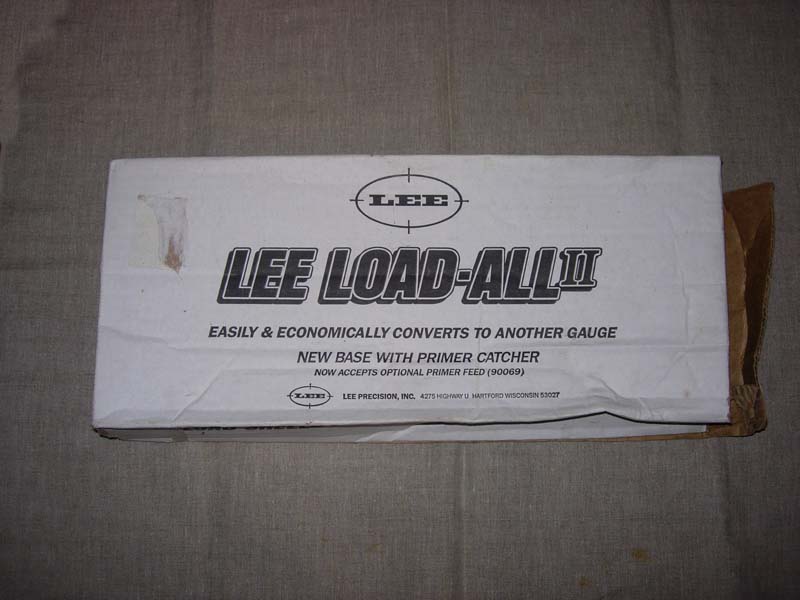 LEE
LEE LOAD-ALL II
EASILY & ECONOMICALLY CONVERTS TO ANOTHER GAUGE
NEW BASE WITH PRIMER CATCHER
NOW ACCEPTS OPTIONAL PRIMER FEED (90069)
LEE LEE PRECISION, INC. 4275 HIGHWAY U HARTFORD WISCONSIN 53027